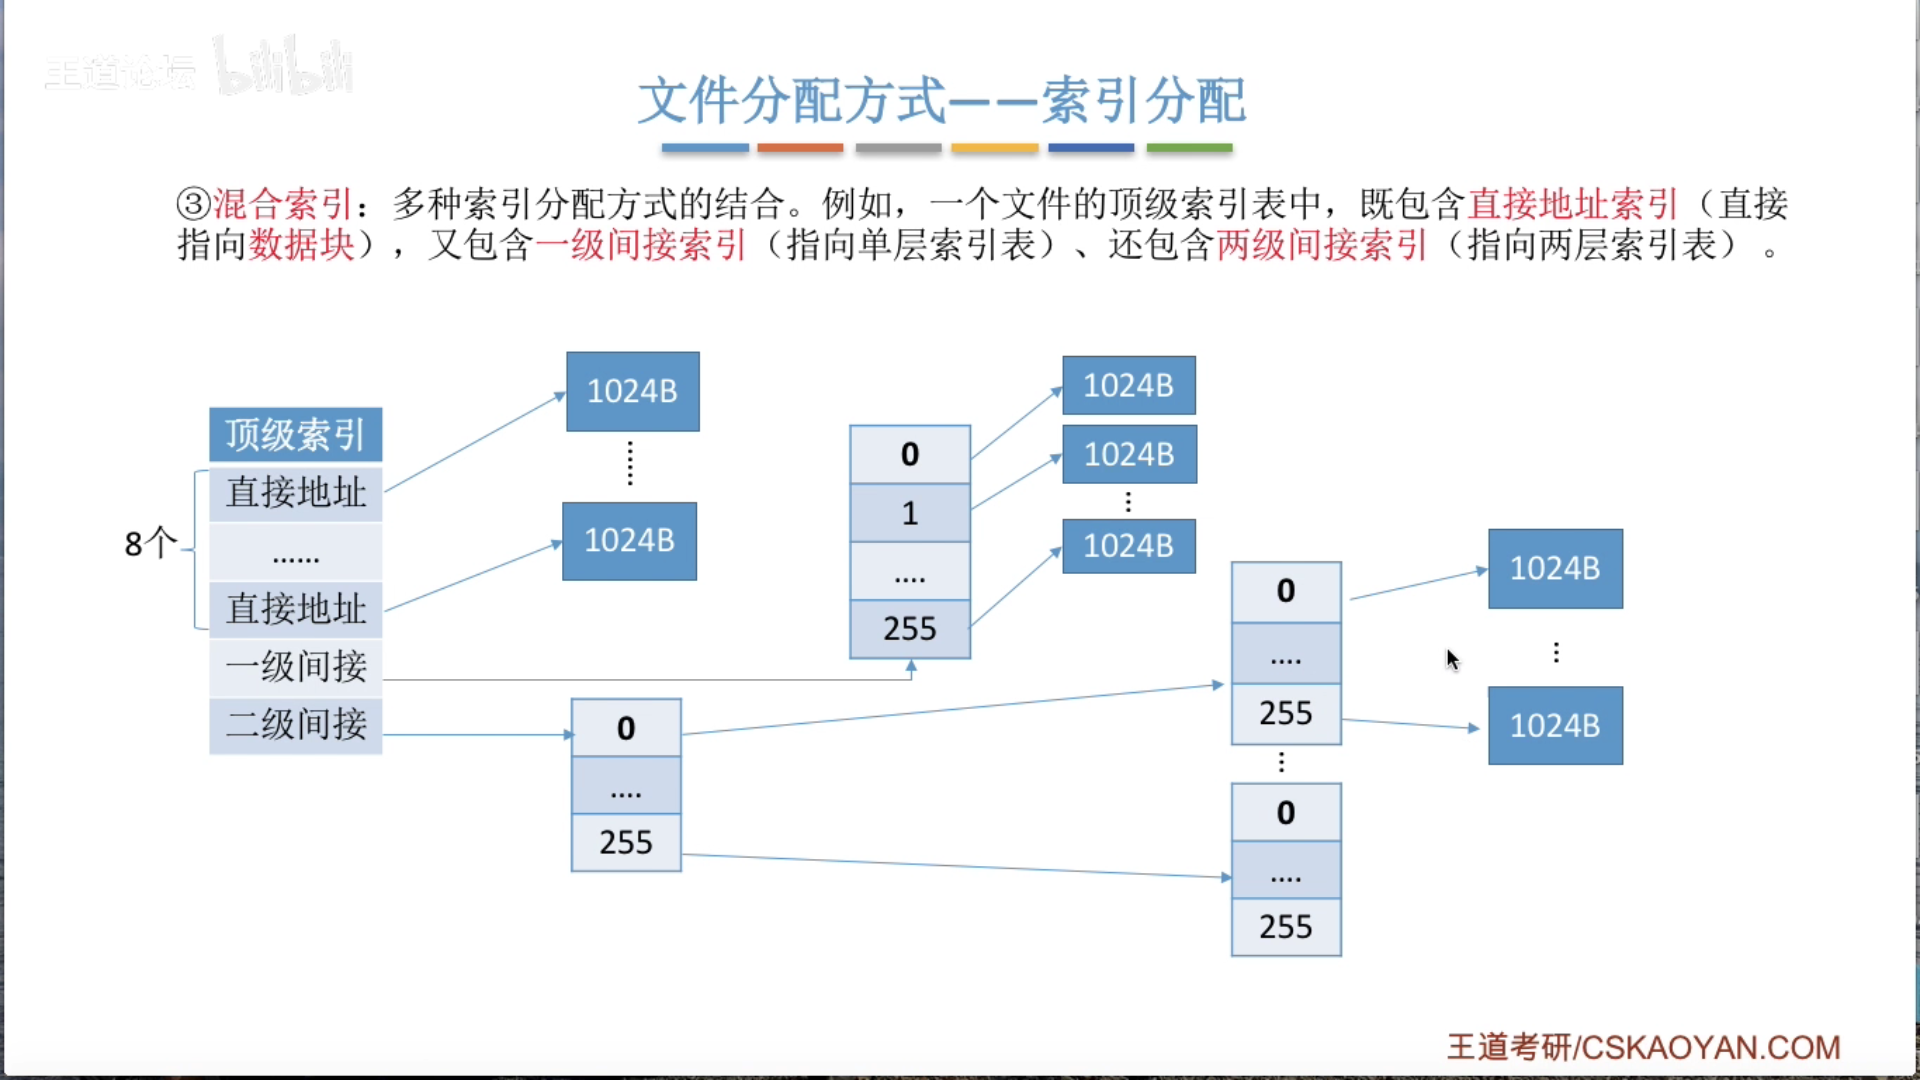 王道论坛 bilibili
文件分配方式——索引分配
③混合索引：多种索引分配方式的结合。例如，一个文件的顶级索引表中，既包含直接地址索引（直接
指向数据块），又包含一级间接索引（指向单层索引表）、还包含两级间接索引（指向两层索引表）。
顶级索引
直接地址
……
直接地址
一级间接
二级间接
8个
1024B
1024B
0
1
....
255
1024B
1024B
1024B
0
....
255
0
....
255
0
....
255
1024B
1024B
王道考研/CSKAOYAN.COM